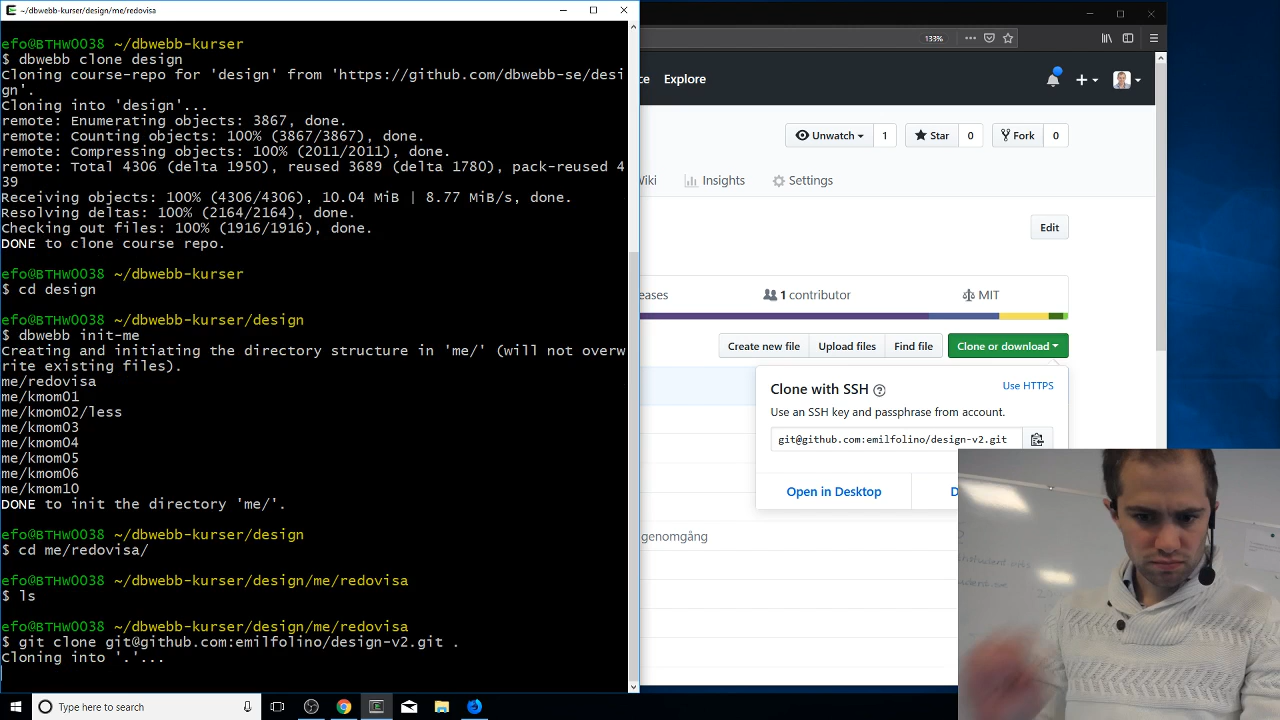 ~/dbwebb-kurser/design/me/redovisa
efo@BTHW0038 ~/dbwebb-kurser
$ dbwebb clone design
Cloning course-repo for 'design' from 'https://github.com/dbwebb-se/desi
gn'.
Cloning into 'design'...
remote: Enumerating objects: 3867, done.
remote: Counting objects: 100% (3867/3867), done.
remote: Compressing objects: 100% (2011/2011), done.
remote: Total 4306 (delta 1950), reused 3689 (delta 1780), pack-reused 4
39
Receiving objects: 100% (4306/4306), 10.04 MiB | 8.77 MiB/s, done.
Resolving deltas: 100% (2164/2164), done.
Checking out files: 100% (1916/1916), done.
DONE to clone course repo.
efo@BTHW0038 ~/dbwebb-kurser
$ cd design
efo@BTHW0038 ~/dbwebb-kurser/design
$ dbwebb init-me
Creating and initiating the directory structure in 'me/' (will not overw
rite existing files).
me/redovisa
me/kmom01
me/kmom02/less
me/kmom03
me/kmom04
me/kmom05
me/kmom06
me/kmom10
DONE to init the directory 'me/'.
efo@BTHW0038 ~/dbwebb-kurser/design
$ cd me/redovisa/
efo@BTHW0038 ~/dbwebb-kurser/design/me/redovisa
$ ls
efo@BTHW0038 ~/dbwebb-kurser/design/me/redovisa
$ git clone git@github.com:emilfolino/design-v2.git .
Cloning into '.'...
133%
ce Explore
Unwatch 1 Star 0 Fork 0
Viki Insights Settings
Edit
eases 1 contributor MIT
Create new file Upload files Find file Clone or download
Clone with SSH Use HTTPS
Use an SSH key and passphrase from account.
git@github.com:emilfolino/design-v2.git
Open in Desktop D
genomgång
Type here to search